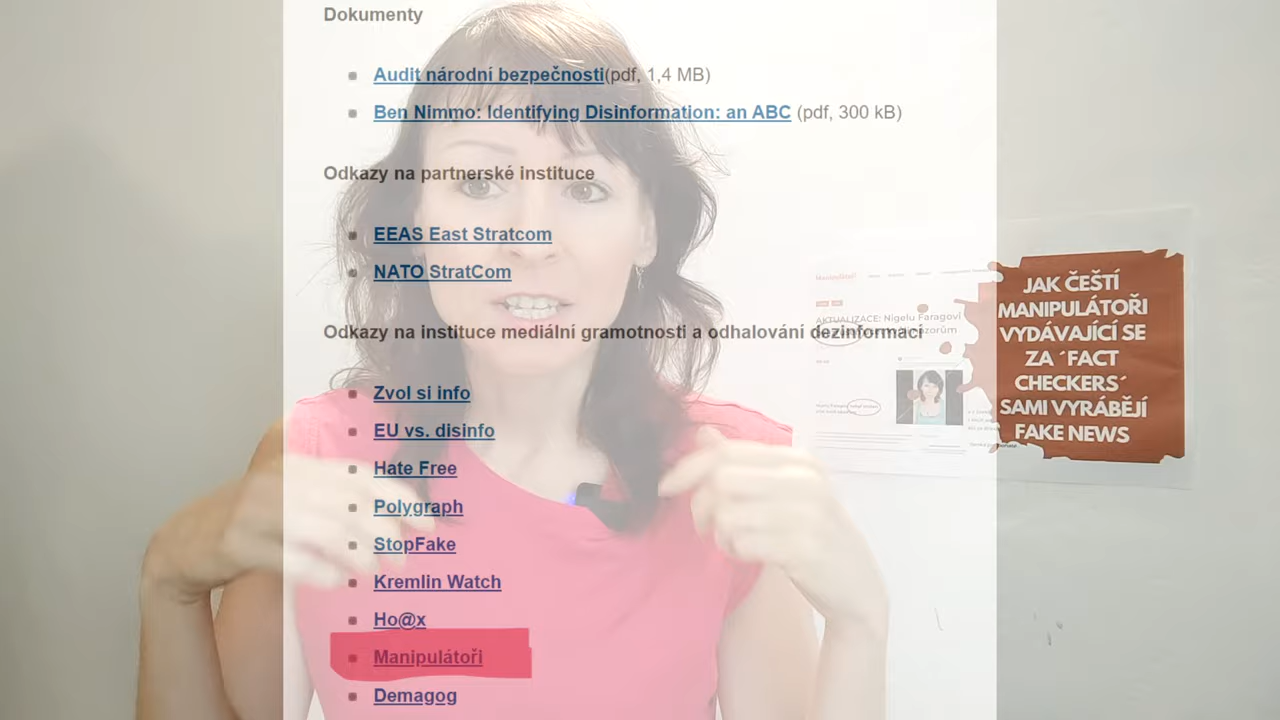 Dokumenty
Audit národní bezpečnosti(pdf, 1,4 MB)
Ben Nimmo: Identifying Disinformation: an ABC (pdf, 300 kB)
Odkazy na partnerské instituce
EEAS East Stratcom
NATO StratCom
Odkazy na instituce mediální gramotnosti a odhalování dezinformací
Zvol si info
EU vs. disinfo
Hate Free
Polygraph
StopFake
Kremlin Watch
Ho@x
Manipulátoři
Demagog
AKTUALIZACE: Nigelu Faragovi
JAK ČEŠTÍ
MANIPULÁTOŘI
VYDÁVAJÍCÍ SE
ZA ´FACT
CHECKERS´
SAMI VYRÁBĚJÍ
FAKE NEWS